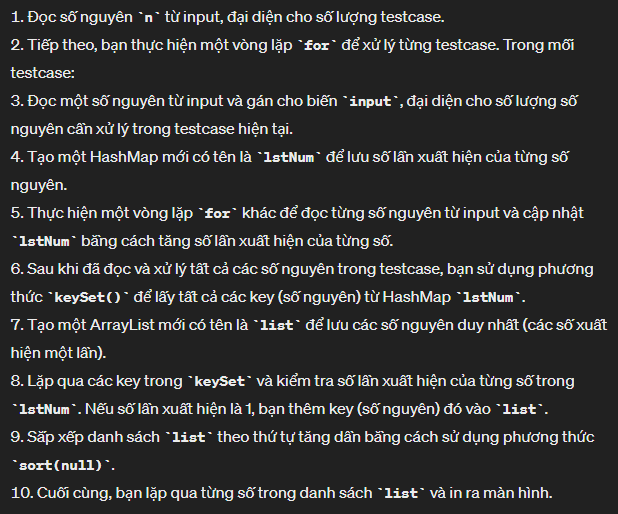 1. Đọc số nguyên `n` từ input, đại diện cho số lượng testcase.
2. Tiếp theo, bạn thực hiện một vòng lặp `for` để xử lý từng testcase. Trong mỗi
testcase:
3. Đọc một số nguyên từ input và gán cho biến `input`, đại diện cho số lượng số
nguyên cần xử lý trong testcase hiện tại.
4. Tạo một HashMap mới có tên là `lstNum` để lưu số lần xuất hiện của từng số
nguyên.
5. Thực hiện một vòng lặp `for` khác để đọc từng số nguyên từ input và cập nhật
`lstNum` bằng cách tăng số lần xuất hiện của từng số.
6. Sau khi đã đọc và xử lý tất cả các số nguyên trong testcase, bạn sử dụng phương
thức `keySet()` để lấy tất cả các key (số nguyên) từ HashMap `lstNum`.
7. Tạo một ArrayList mới có tên là `list` để lưu các số nguyên duy nhất (các số xuất
hiện một lần).
8. Lặp qua các key trong `keySet` và kiểm tra số lần xuất hiện của từng số trong
`lstNum`. Nếu số lần xuất hiện là 1, bạn thêm key (số nguyên) đó vào `list`.
9. Sắp xếp danh sách `list` theo thứ tự tăng dần bằng cách sử dụng phương thức
`sort(null)`.
10. Cuối cùng, bạn lặp qua từng số trong danh sách `list` và in ra màn hình.